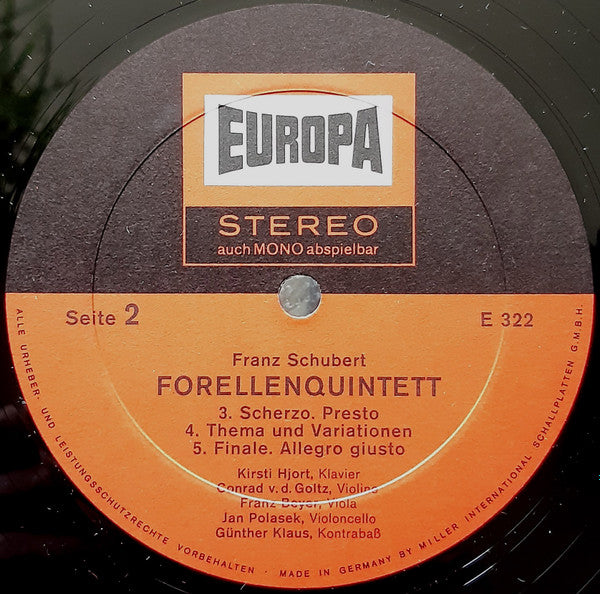 EUROPA
STEREO
auch MONO abspielbar
Seite 2
E 322
Franz Schubert
FORELLENQUINTETT
3. Scherzo. Presto
4. Thema und Variationen
5. Finale. Allegro giusto
Kirsti Hjort, Klavier
Conrad v. d. Goltz, Violine
Franz Beyer, Viola
Jan Polasek, Violoncello
Günther Klaus, Kontrabaß
ALLE URHEBER- UND LEISTUNGSSCHUTZRECHTE VORBEHALTEN · MADE IN GERMANY BY MILLER INTERNATIONAL SCHALLPLATTEN G.M.B.H.